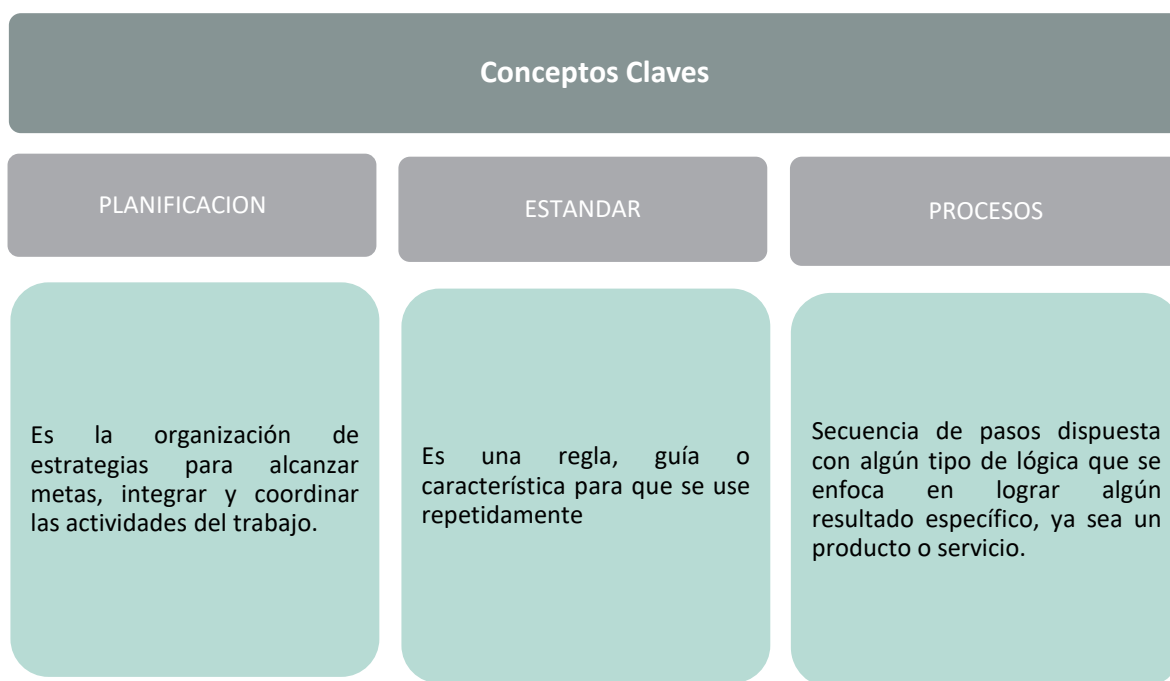 Conceptos Claves
PLANIFICACION
ESTANDAR
PROCESOS
Es la organización de
estrategias para alcanzar
metas, integrar y coordinar
las actividades del trabajo.
Es una regla, guía o
característica para que se use
repetidamente
Secuencia de pasos dispuesta
con algún tipo de lógica que se
enfoca en lograr algún
resultado específico, ya sea un
producto o servicio.